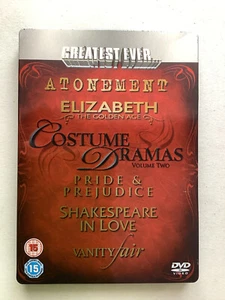 GREATEST EVER
ATONEMENT
ELIZABETH
THE GOLDEN AGE
COSTUME
DRAMAS
VOLUME TWO
PRIDE &
PREJUDICE
SHAKESPEARE
IN LOVE
VANITY fair
15
15
DVD
VIDEO